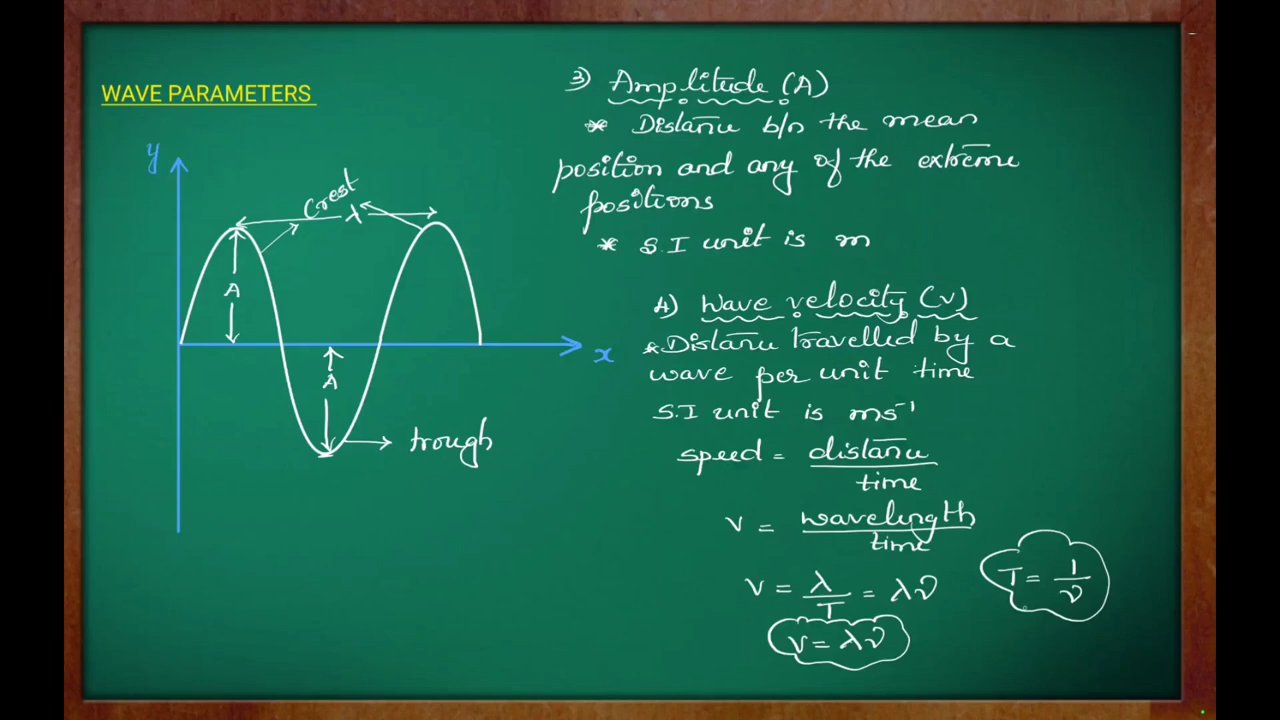 WAVE PARAMETERS
y
Crest
λ
A
x
A
trough
3) Amplitude (A)
* Distance b/n the mean
position and any of the extreme
positions
* S.I unit is m
4) Wave velocity (v)
* Distance travelled by a
wave per unit time
S.I unit is ms⁻¹
speed = distance / time
v = wavelength / time
v = λ / T = λν
T = 1 / ν
v = λν